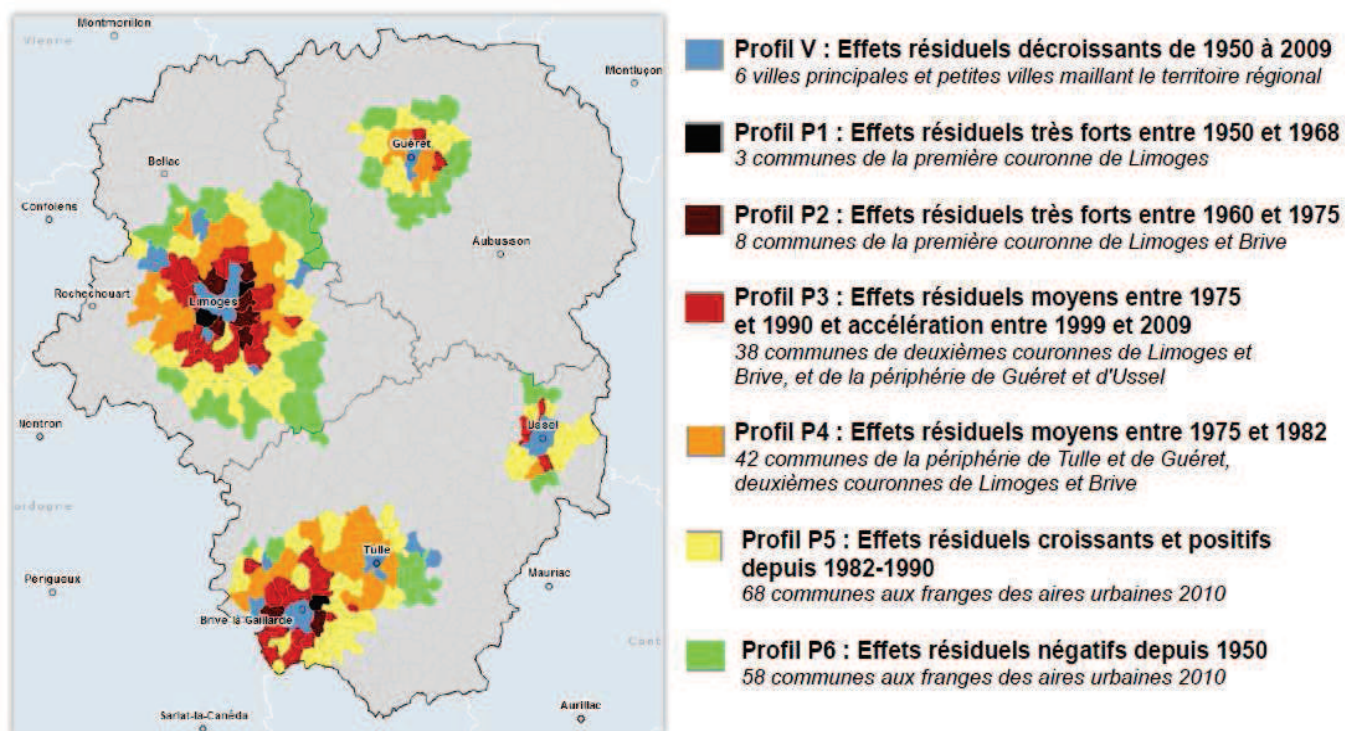 Montmorillon
Vienne
Montluçon
Guéret
Bellac
Confolens
Aubusson
Rochechouart
Limoges
Nontron
Ussel
Tulle
Mauriac
Périgueux
Brive la Gaillarde
Cant
Sarlat-la-Canéda
Aurillac
Profil V : Effets résiduels décroissants de 1950 à 2009
6 villes principales et petites villes maillant le territoire régional
Profil P1 : Effets résiduels très forts entre 1950 et 1968
3 communes de la première couronne de Limoges
Profil P2 : Effets résiduels très forts entre 1960 et 1975
8 communes de la première couronne de Limoges et Brive
Profil P3 : Effets résiduels moyens entre 1975
et 1990 et accélération entre 1999 et 2009
38 communes de deuxièmes couronnes de Limoges et
Brive, et de la périphérie de Guéret et d'Ussel
Profil P4 : Effets résiduels moyens entre 1975 et 1982
42 communes de la périphérie de Tulle et de Guéret,
deuxièmes couronnes de Limoges et Brive
Profil P5 : Effets résiduels croissants et positifs
depuis 1982-1990
68 communes aux franges des aires urbaines 2010
Profil P6 : Effets résiduels négatifs depuis 1950
58 communes aux franges des aires urbaines 2010